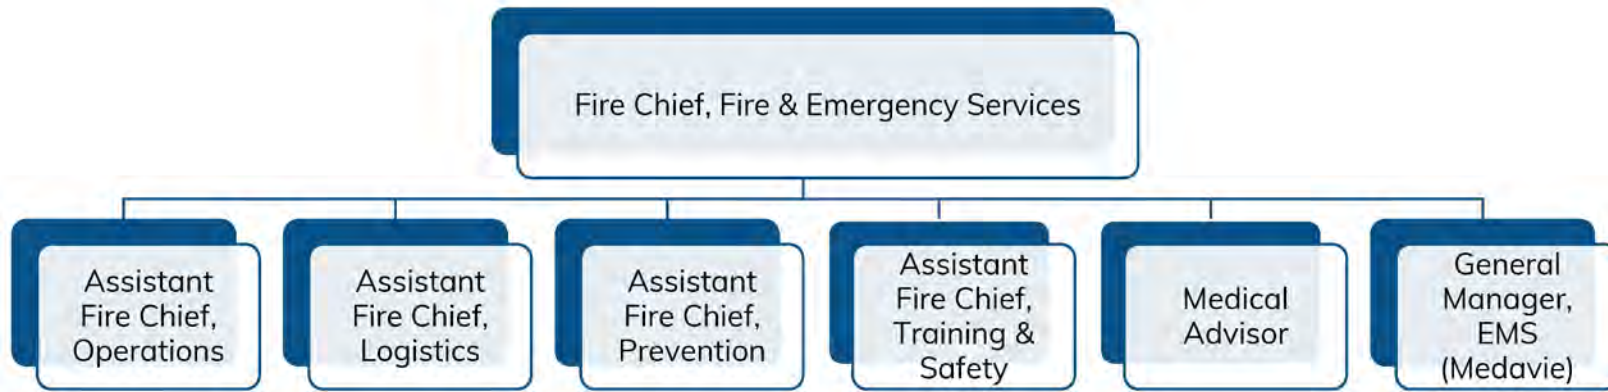 Fire Chief, Fire & Emergency Services
Assistant
Fire Chief,
Operations
Assistant
Fire Chief,
Logistics
Assistant
Fire Chief,
Prevention
Assistant
Fire Chief,
Training &
Safety
Medical
Advisor
General
Manager,
EMS
(Medavie)